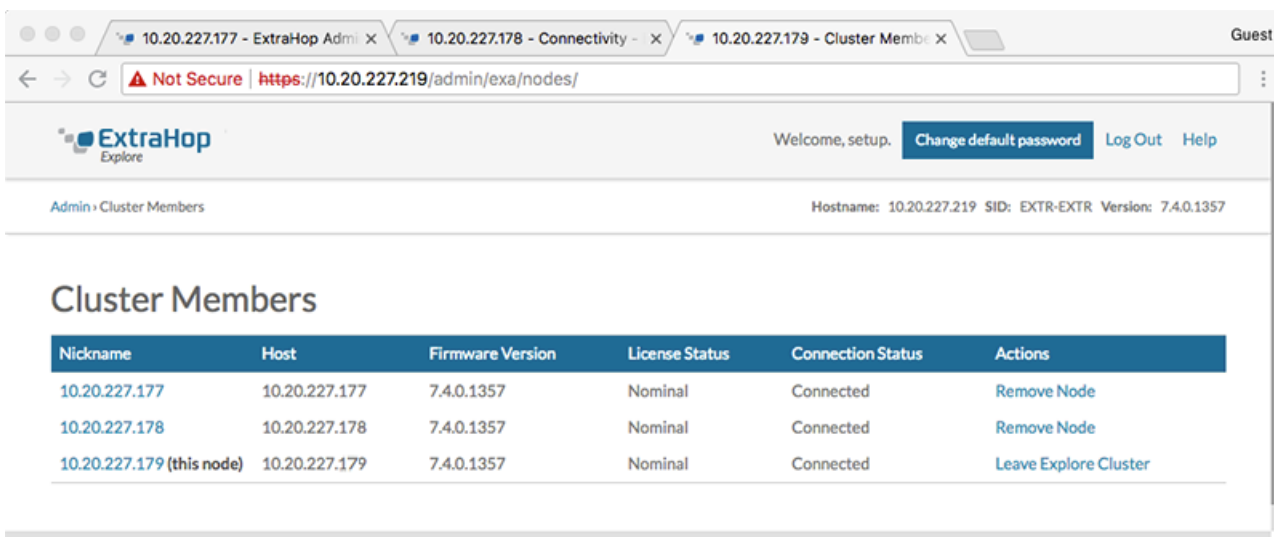 10.20.227.177 - ExtraHop Admi
10.20.227.178 - Connectivity -
10.20.227.179 - Cluster Membe
Guest
Not Secure | https://10.20.227.219/admin/exa/nodes/
ExtraHop
Explore
Welcome, setup. Change default password Log Out Help
Admin › Cluster Members
Hostname: 10.20.227.219 SID: EXTR-EXTR Version: 7.4.0.1357
Cluster Members
Nickname Host Firmware Version License Status Connection Status Actions
10.20.227.177 10.20.227.177 7.4.0.1357 Nominal Connected Remove Node
10.20.227.178 10.20.227.178 7.4.0.1357 Nominal Connected Remove Node
10.20.227.179 (this node) 10.20.227.179 7.4.0.1357 Nominal Connected Leave Explore Cluster